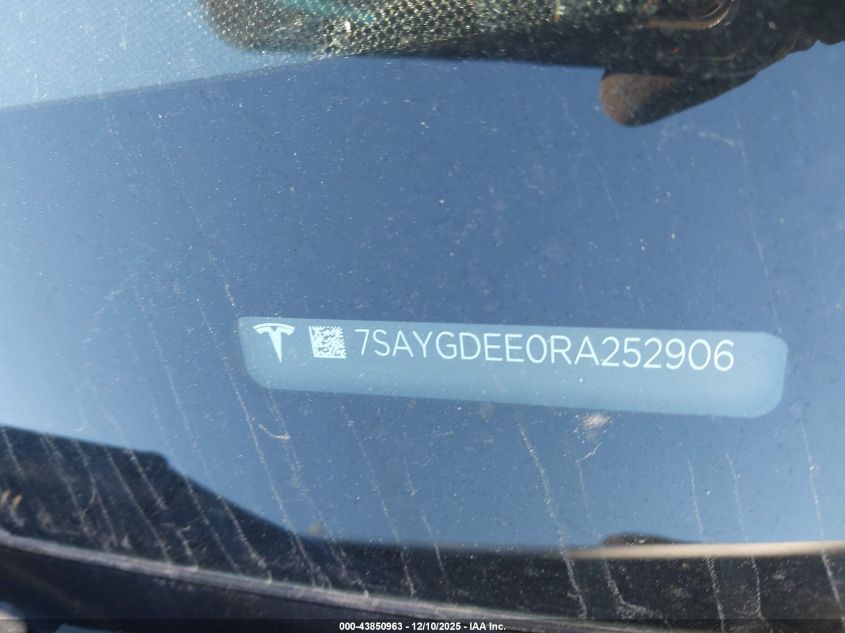 7SAYGDEE0RA252906
000-43850963 - 12/10/2025 - IAA Inc.